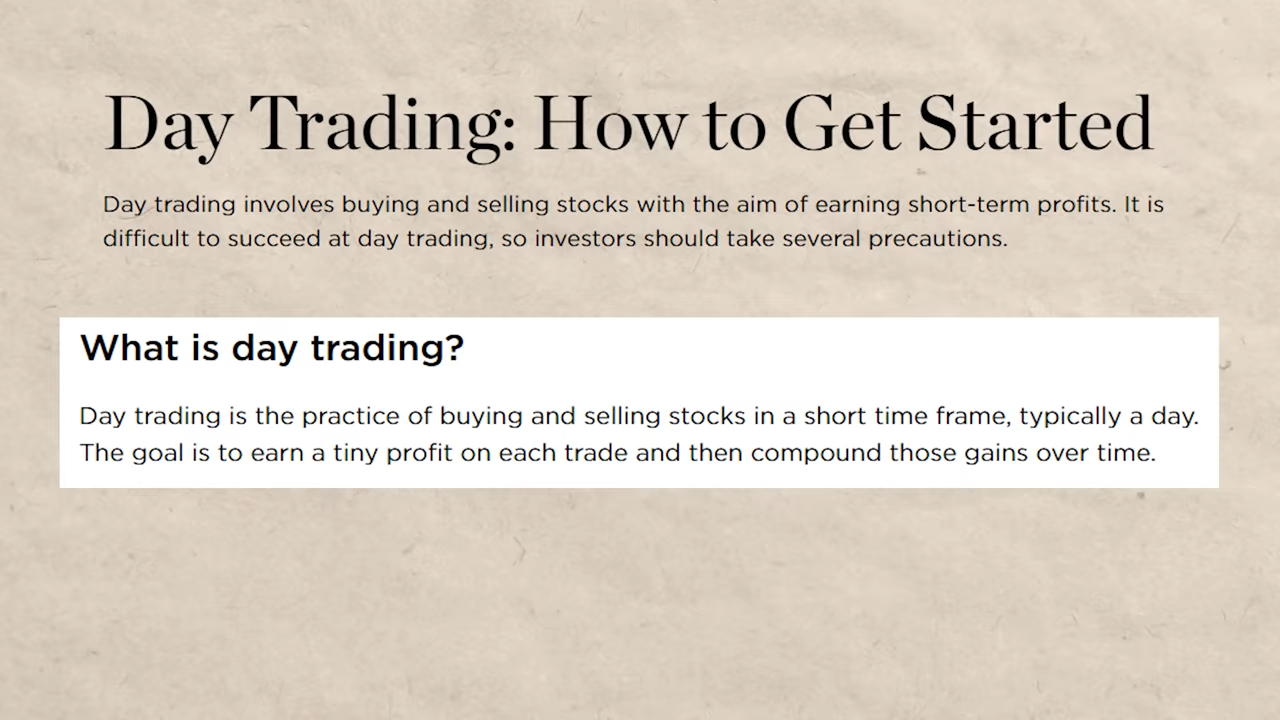 Day Trading: How to Get Started
Day trading involves buying and selling stocks with the aim of earning short-term profits. It is
difficult to succeed at day trading, so investors should take several precautions.
What is day trading?
Day trading is the practice of buying and selling stocks in a short time frame, typically a day.
The goal is to earn a tiny profit on each trade and then compound those gains over time.